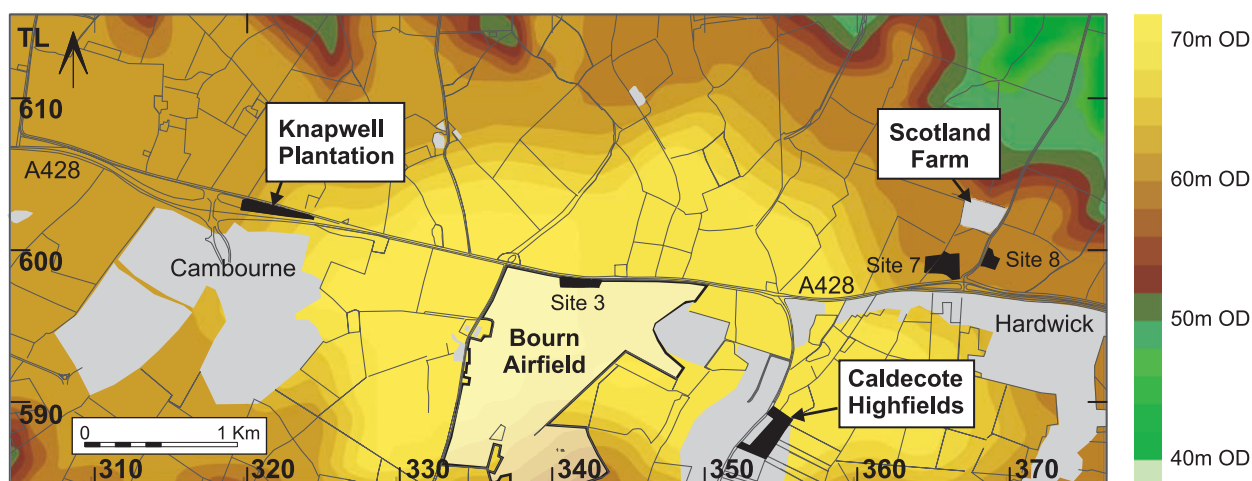 TL
70m OD
610
Knapwell
Plantation
Scotland
Farm
A428
60m OD
600
Cambourne
Site 7
Site 8
A428
Site 3
Hardwick
50m OD
Bourn
Airfield
Caldecote
Highfields
590
0 1 Km
310 320 330 340 350 360 370
40m OD